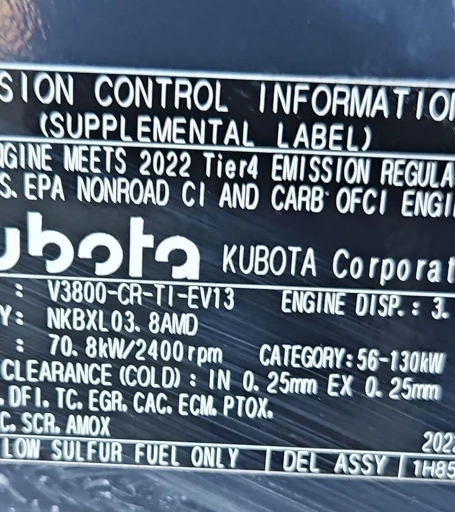 SION CONTROL INFORMATIO
(SUPPLEMENTAL LABEL)
GINE MEETS 2022 Tier4 EMISSION REGULA
S. EPA NONROAD CI AND CARB OFCI ENGI
ubota KUBOTA Corporat
: V3800-CR-TI-EV13 ENGINE DISP.: 3.
Y: NKBXL03.8AMD
: 70.8kW/2400rpm CATEGORY:56-130kW
CLEARANCE (COLD) : IN 0.25mm EX 0.25mm
. DFI. TC. EGR. CAC. ECM. PTOX.
C. SCR. AMOX
202
LOW SULFUR FUEL ONLY DEL ASSY 1H85